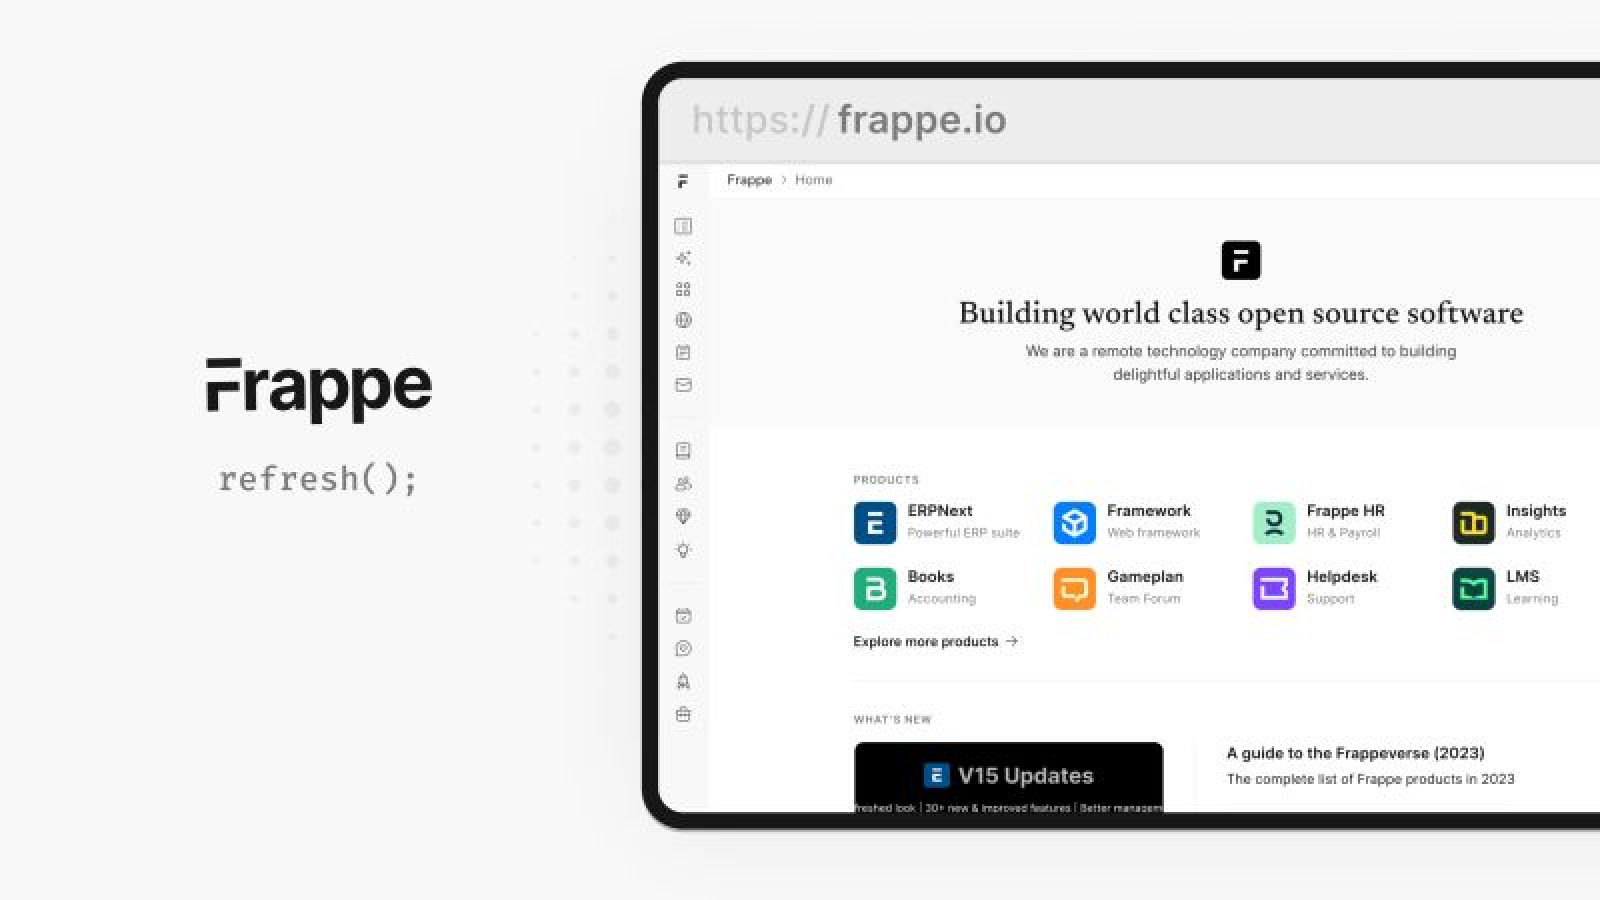 Frappe
refresh();
https://frappe.io
Frappe > Home
Building world class open source software
We are a remote technology company committed to building
delightful applications and services.
PRODUCTS
ERPNext
Powerful ERP suite
Framework
Web framework
Frappe HR
HR & Payroll
Insights
Analytics
Books
Accounting
Gameplan
Team Forum
Helpdesk
Support
LMS
Learning
Explore more products →
WHAT'S NEW
V15 Updates
freshed look | 30+ new & improved features | Better managem
A guide to the Frappeverse (2023)
The complete list of Frappe products in 2023